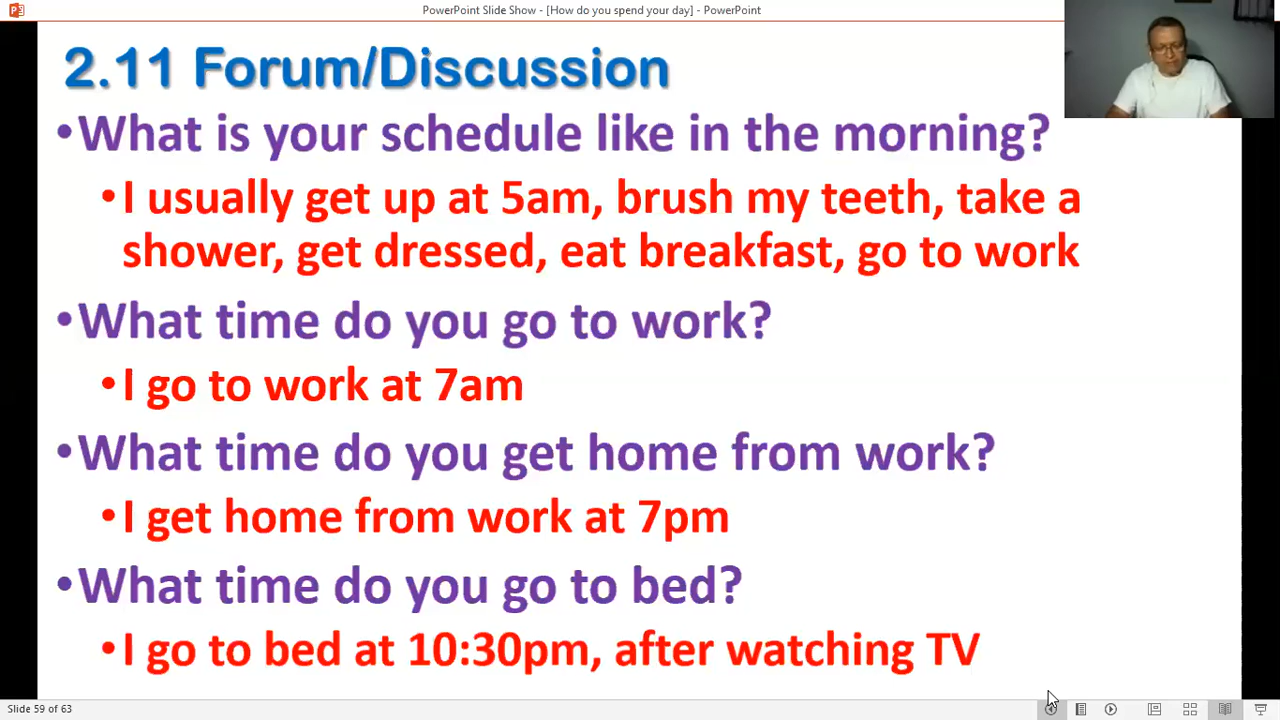 PowerPoint Slide Show - [How do you spend your day] - PowerPoint
2.11 Forum/Discussion
•What is your schedule like in the morning?
•I usually get up at 5am, brush my teeth, take a
shower, get dressed, eat breakfast, go to work
•What time do you go to work?
•I go to work at 7am
•What time do you get home from work?
•I get home from work at 7pm
•What time do you go to bed?
•I go to bed at 10:30pm, after watching TV
Slide 59 of 63